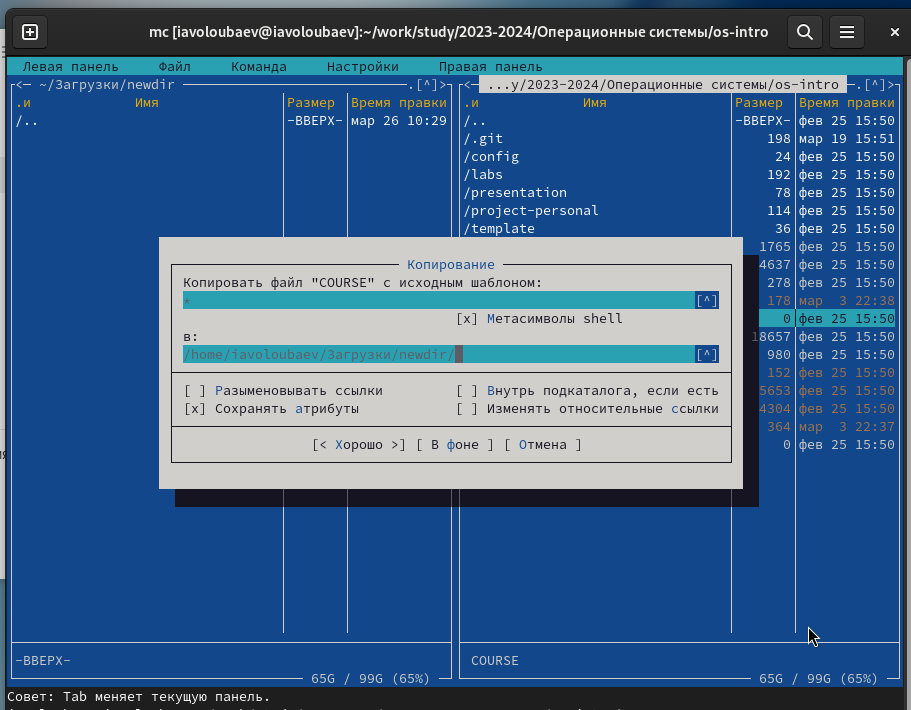 mc [iavoloubaev@iavoloubaev]:~/work/study/2023-2024/Операционные системы/os-intro
Левая панель Файл Команда Настройки Правая панель
<— ~/Загрузки/newdir .[^]> <— ...y/2023-2024/Операционные системы/os-intro .[^]>
.и Имя Размер Время правки .и Имя Размер Время правки
/.. -ВВЕРХ- мар 26 10:29 /.. -ВВЕРХ- фев 25 15:50
/.git 198 мар 19 15:51
/config 24 фев 25 15:50
/labs 192 фев 25 15:50
/presentation 78 фев 25 15:50
/project-personal 114 фев 25 15:50
/template 36 фев 25 15:50
1765 фев 25 15:50
Копирование 4637 фев 25 15:50
Копировать файл "COURSE" с исходным шаблоном: 278 фев 25 15:50
* [^] 178 мар 3 22:38
[x] Метасимволы shell 0 фев 25 15:50
в: 18657 фев 25 15:50
/home/iavoloubaev/Загрузки/newdir/ [^] 980 фев 25 15:50
152 фев 25 15:50
[ ] Разыменовывать ссылки [ ] Внутрь подкаталога, если есть 5653 фев 25 15:50
[x] Сохранять атрибуты [ ] Изменять относительные ссылки 4304 фев 25 15:50
364 мар 3 22:37
[< Хорошо >] [ В фоне ] [ Отмена ] 0 фев 25 15:50
-ВВЕРХ- COURSE
65G / 99G (65%) 65G / 99G (65%)
Совет: Tab меняет текущую панель.